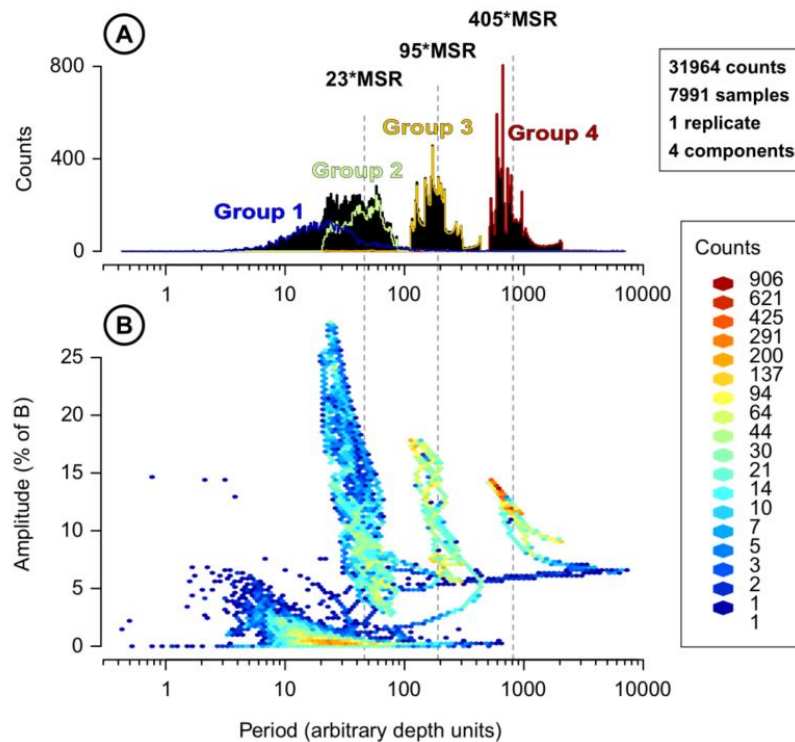 A
405*MSR
95*MSR
23*MSR
31964 counts
7991 samples
1 replicate
4 components
Counts
800
400
0
Group 1
Group 2
Group 3
Group 4
1 10 100 1000 10000
B
Amplitude (% of B)
25
20
15
10
5
0
1 10 100 1000 10000
Period (arbitrary depth units)
Counts
906
621
425
291
200
137
94
64
44
30
21
14
10
7
5
3
2
1
1